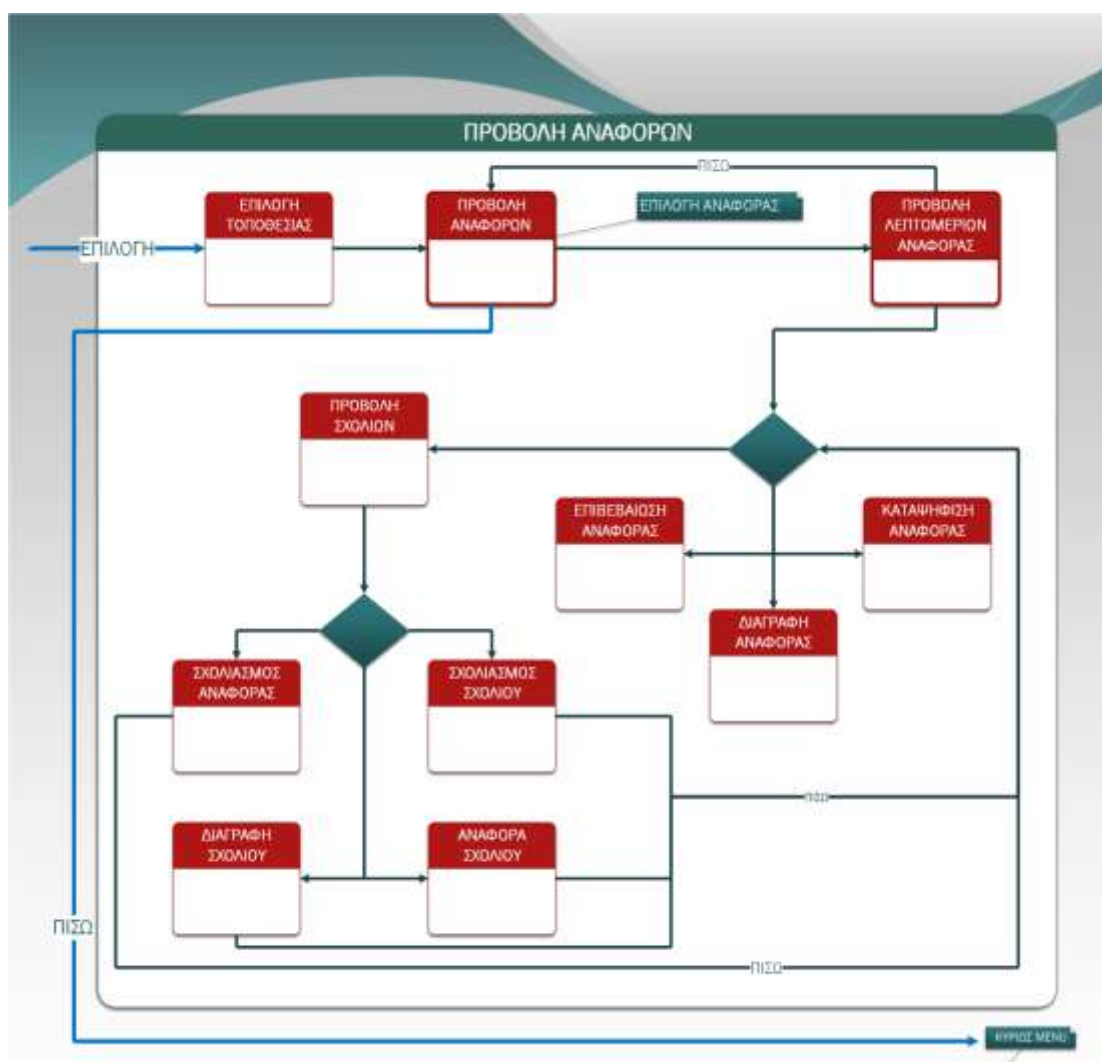 ΠΡΟΒΟΛΗ ΑΝΑΦΟΡΩΝ
ΠΙΣΩ
ΕΠΙΛΟΓΗ
ΤΟΠΟΘΕΣΙΑΣ
ΠΡΟΒΟΛΗ
ΑΝΑΦΟΡΩΝ
ΕΠΙΛΟΓΗ ΑΝΑΦΟΡΑΣ
ΠΡΟΒΟΛΗ
ΛΕΠΤΟΜΕΡΙΩΝ
ΑΝΑΦΟΡΑΣ
ΕΠΙΛΟΓΗ
ΠΡΟΒΟΛΗ
ΣΧΟΛΙΩΝ
ΕΠΙΒΕΒΑΙΩΣΗ
ΑΝΑΦΟΡΑΣ
ΚΑΤΑΨΗΦΙΣΗ
ΑΝΑΦΟΡΑΣ
ΔΙΑΓΡΑΦΗ
ΑΝΑΦΟΡΑΣ
ΣΧΟΛΙΑΣΜΟΣ
ΑΝΑΦΟΡΑΣ
ΣΧΟΛΙΑΣΜΟΣ
ΣΧΟΛΙΟΥ
ΠΙΣΩ
ΔΙΑΓΡΑΦΗ
ΣΧΟΛΙΟΥ
ΑΝΑΦΟΡΑ
ΣΧΟΛΙΟΥ
ΠΙΣΩ
ΠΙΣΩ
ΚΥΡΙΩΣ MENU